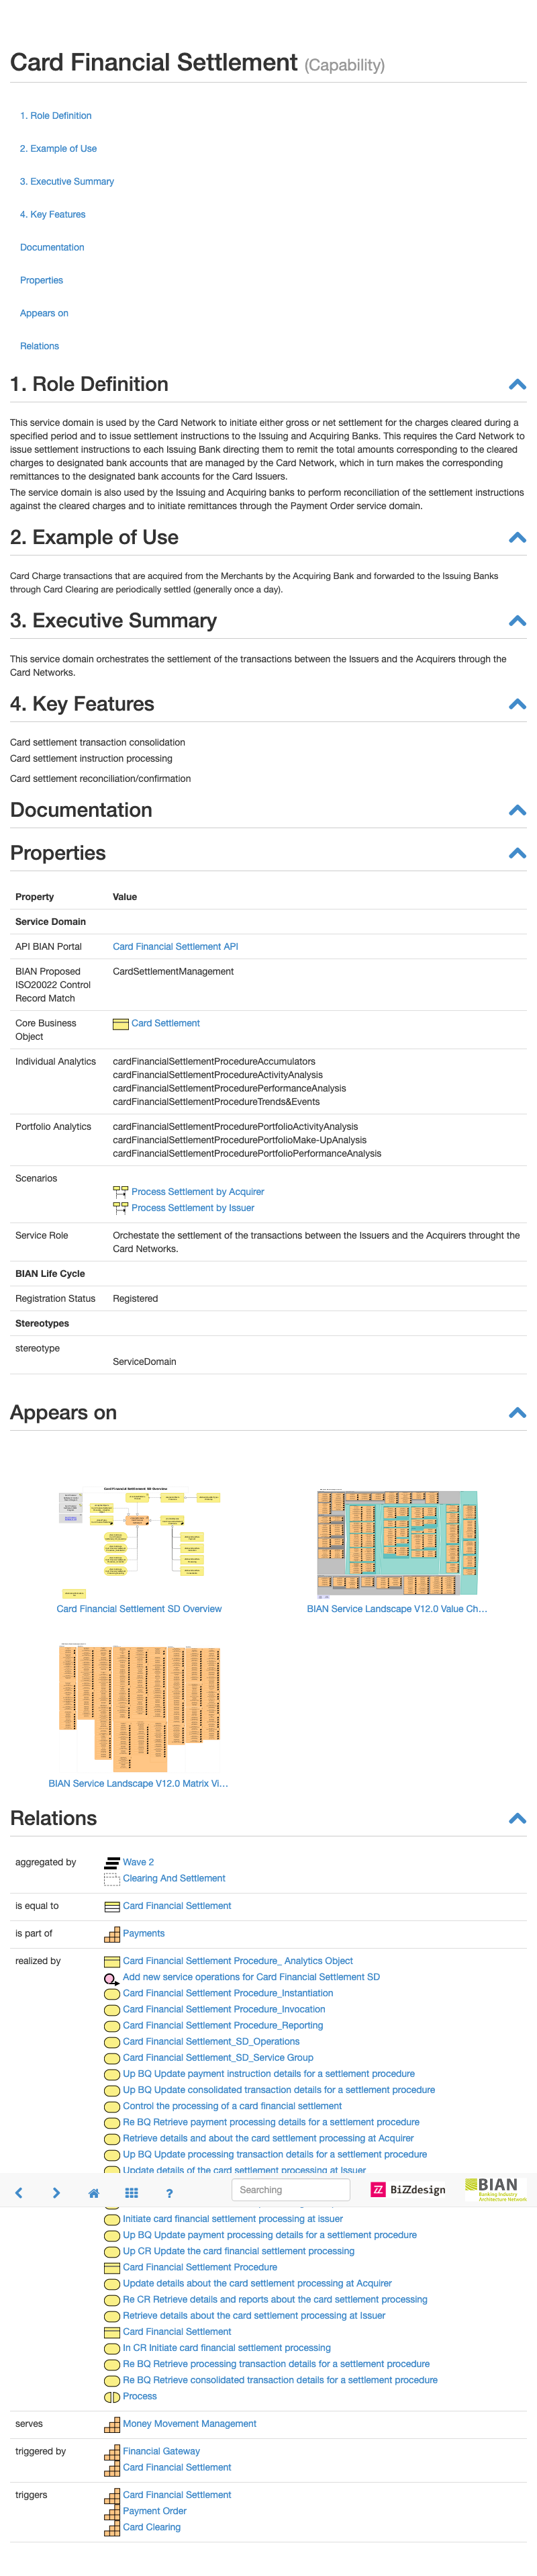 Card Financial Settlement (Capability)
1. Role Definition
2. Example of Use
3. Executive Summary
4. Key Features
Documentation
Properties
Appears on
Relations
1. Role Definition
This service domain is used by the Card Network to initiate either gross or net settlement for the charges cleared during a
specified period and to issue settlement instructions to the Issuing and Acquiring Banks. This requires the Card Network to
issue settlement instructions to each Issuing Bank directing them to remit the total amounts corresponding to the cleared
charges to designated bank accounts that are managed by the Card Network, which in turn makes the corresponding
remittances to the designated bank accounts for the Card Issuers.
The service domain is also used by the Issuing and Acquiring banks to perform reconciliation of the settlement instructions
against the cleared charges and to initiate remittances through the Payment Order service domain.
2. Example of Use
Card Charge transactions that are acquired from the Merchants by the Acquiring Bank and forwarded to the Issuing Banks
through Card Clearing are periodically settled (generally once a day).
3. Executive Summary
This service domain orchestrates the settlement of the transactions between the Issuers and the Acquirers through the
Card Networks.
4. Key Features
Card settlement transaction consolidation
Card settlement instruction processing
Card settlement reconciliation/confirmation
Documentation
Properties
Property Value
Service Domain
API BIAN Portal Card Financial Settlement API
BIAN Proposed CardSettlementManagement
ISO20022 Control
Record Match
Core Business Card Settlement
Object
Individual Analytics cardFinancialSettlementProcedureAccumulators
cardFinancialSettlementProcedureActivityAnalysis
cardFinancialSettlementProcedurePerformanceAnalysis
cardFinancialSettlementProcedureTrends&Events
Portfolio Analytics cardFinancialSettlementProcedurePortfolioActivityAnalysis
cardFinancialSettlementProcedurePortfolioMake-UpAnalysis
cardFinancialSettlementProcedurePortfolioPerformanceAnalysis
Scenarios
Process Settlement by Acquirer
Process Settlement by Issuer
Service Role Orchestate the settlement of the transactions between the Issuers and the Acquirers throught the
Card Networks.
BIAN Life Cycle
Registration Status Registered
Stereotypes
stereotype
ServiceDomain
Appears on
Card Financial Settlement SD Overview
Card Financial Settlement SD Overview
BIAN Service Landscape V12.0 Value Ch...
BIAN Service Landscape V12.0 Matrix Vi...
Relations
aggregated by Wave 2
Clearing And Settlement
is equal to Card Financial Settlement
is part of Payments
realized by Card Financial Settlement Procedure_ Analytics Object
Add new service operations for Card Financial Settlement SD
Card Financial Settlement Procedure_Instantiation
Card Financial Settlement Procedure_Invocation
Card Financial Settlement Procedure_Reporting
Card Financial Settlement_SD_Operations
Card Financial Settlement_SD_Service Group
Up BQ Update payment instruction details for a settlement procedure
Up BQ Update consolidated transaction details for a settlement procedure
Control the processing of a card financial settlement
Re BQ Retrieve payment processing details for a settlement procedure
Retrieve details and about the card settlement processing at Acquirer
Up BQ Update processing transaction details for a settlement procedure
Update details of the card settlement processing at Issuer
? Searching BiZZdesign BIAN
Banking Industry
Architecture Network
Initiate card financial settlement processing at issuer
Up BQ Update payment processing details for a settlement procedure
Up CR Update the card financial settlement processing
Card Financial Settlement Procedure
Update details about the card settlement processing at Acquirer
Re CR Retrieve details and reports about the card settlement processing
Retrieve details about the card settlement processing at Issuer
Card Financial Settlement
In CR Initiate card financial settlement processing
Re BQ Retrieve processing transaction details for a settlement procedure
Re BQ Retrieve consolidated transaction details for a settlement procedure
Process
serves Money Movement Management
triggered by Financial Gateway
Card Financial Settlement
triggers Card Financial Settlement
Payment Order
Card Clearing